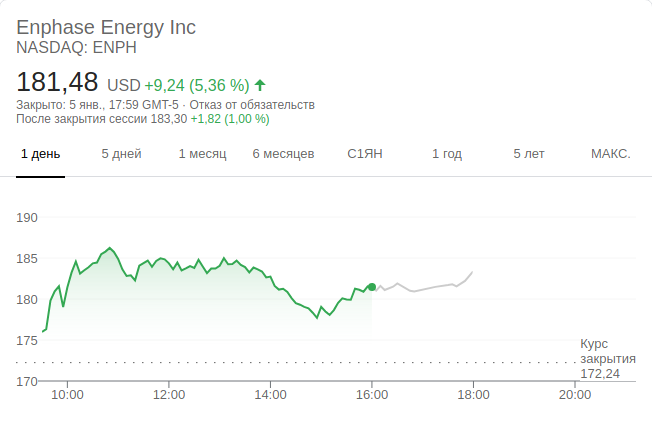 Enphase Energy Inc
NASDAQ: ENPH
181,48 USD +9,24 (5,36 %)
Закрыто: 5 янв., 17:59 GMT-5 · Отказ от обязательств
После закрытия сессии 183,30 +1,82 (1,00 %)
1 день 5 дней 1 месяц 6 месяцев С1ЯН 1 год 5 лет МАКС.
190
185
180
175
Курс
закрытия
172,24
170
10:00 12:00 14:00 16:00 18:00 20:00